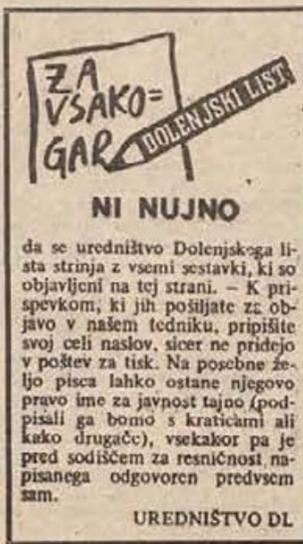 ZA
VSAKO=
GAR
DOLENJSKI LIST
NI NUJNO
da se uredništvo Dolenjskega li-
sta strinja z vsemi sestavki, ki so
objavljeni na tej strani. – K pri-
spevkom, ki jih pošiljate za ob-
javo v našem tedniku, pripišite
svoj celi naslov, sicer ne pridejo
v poštev za tisk. Na posebne že-
ljo pisca lahko ostane njegovo
pravo ime za javnost tajno (pod-
pisali ga bomo s kraticami ali
kako drugače), vsekakor pa je
pred sodiščem za resničnost na-
pisanega odgovoren predvsem
sam.
UREDNIŠTVO DL